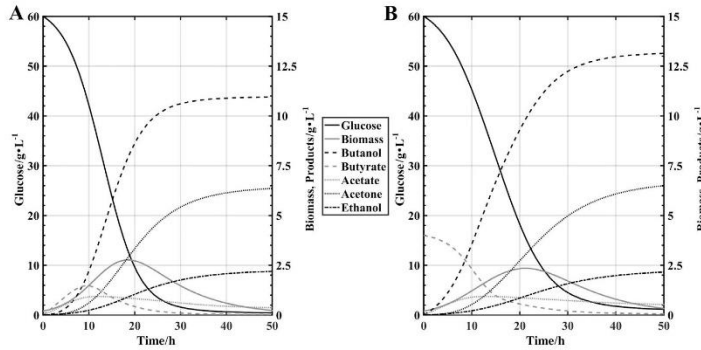 A
60
50
40
30
20
10
0
Glucose/g•L-1
15
12.5
10
7.5
5
2.5
0
Biomass, Products/g•L-1
0 10 20 30 40 50
Time/h
Glucose
Biomass
Butanol
Butyrate
Acetate
Acetone
Ethanol
B
60
50
40
30
20
10
0
Glucose/g•L-1
15
12.5
10
7.5
5
2.5
0
Biomass, Products/g•L-1
0 10 20 30 40 50
Time/h